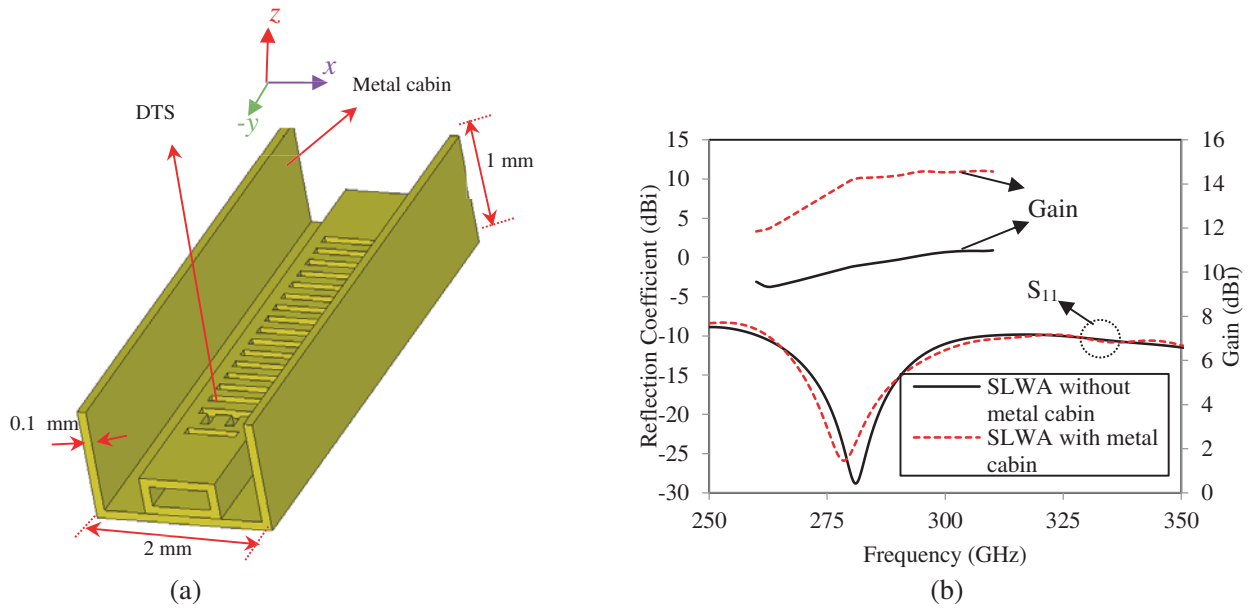 z
x
-y
DTS
Metal cabin
1 mm
0.1 mm
2 mm
(a)
Reflection Coefficient (dBi)
15
10
5
0
-5
-10
-15
-20
-25
-30
16
14
12
10
8
6
4
2
0
Gain (dBi)
Gain
S11
SLWA without
metal cabin
SLWA with metal
cabin
250
275
300
325
350
Frequency (GHz)
(b)